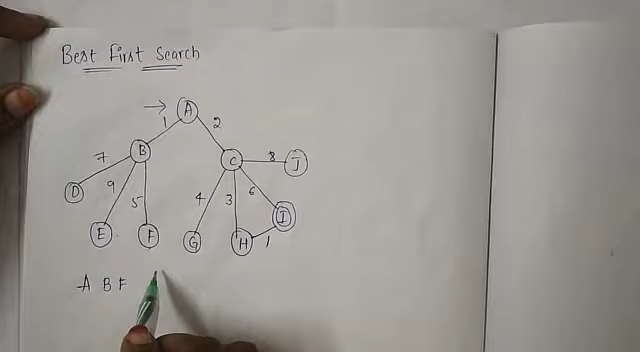 Best First Search
A
1 2
B C 8 J
7 9 5 4 3 6
D I
E F G H 1
A B F